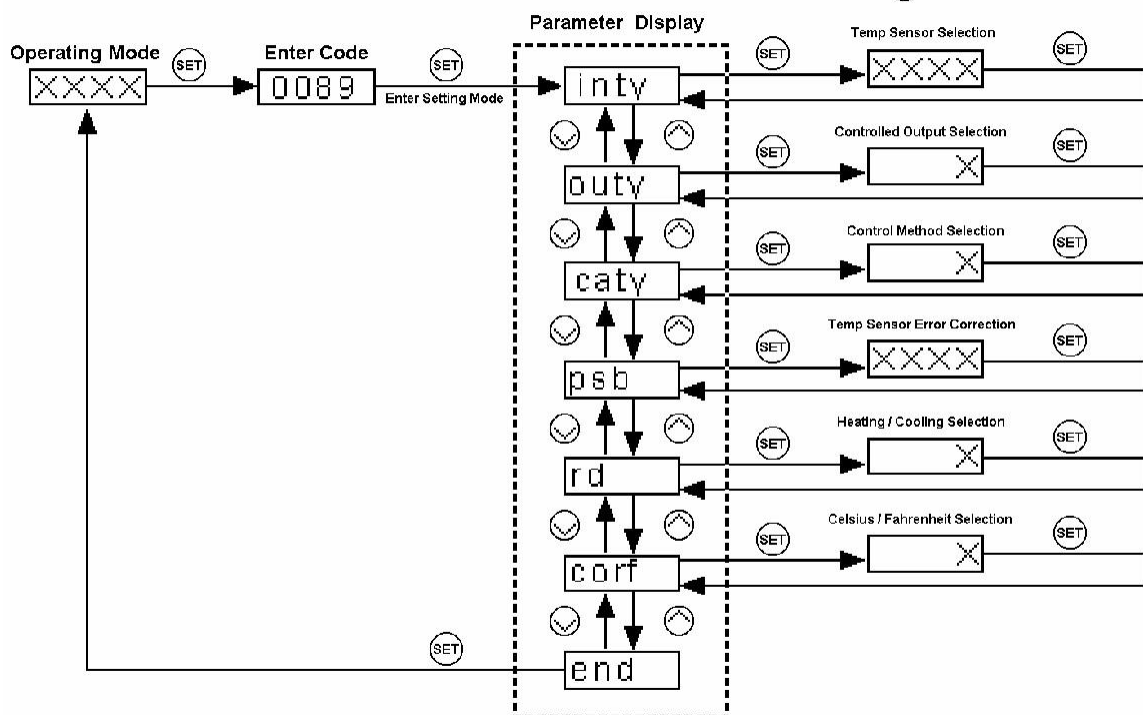 Parameter Display
Operating Mode
SET
Enter Code
SET
Temp Sensor Selection
SET
SET
XXXX
0089
Enter Setting Mode
inty
XXXX
Controlled Output Selection
SET
SET
outy
X
Control Method Selection
SET
SET
caty
X
Temp Sensor Error Correction
SET
SET
psb
XXXX
Heating / Cooling Selection
SET
SET
rd
X
Celsius / Fahrenheit Selection
SET
SET
corf
X
SET
end